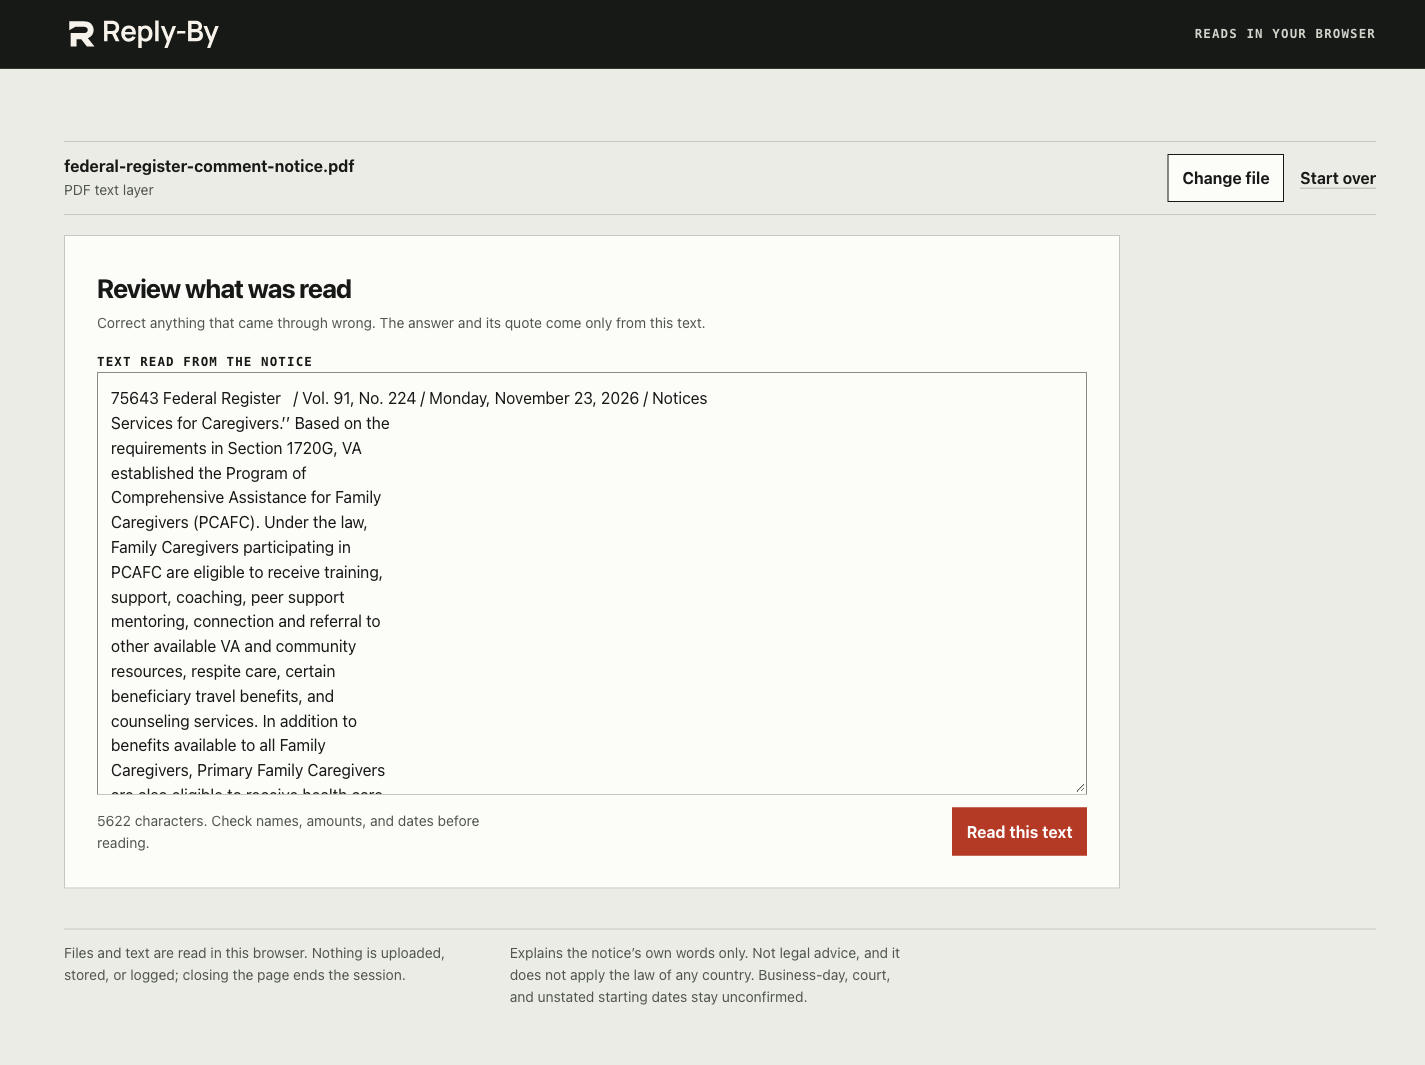 Reply-By
READS IN YOUR BROWSER
federal-register-comment-notice.pdf
PDF text layer
Change file
Start over
Review what was read
Correct anything that came through wrong. The answer and its quote come only from this text.
TEXT READ FROM THE NOTICE
75643 Federal Register / Vol. 91, No. 224 / Monday, November 23, 2026 / Notices
Services for Caregivers.’’ Based on the
requirements in Section 1720G, VA
established the Program of
Comprehensive Assistance for Family
Caregivers (PCAFC). Under the law,
Family Caregivers participating in
PCAFC are eligible to receive training,
support, coaching, peer support
mentoring, connection and referral to
other available VA and community
resources, respite care, certain
beneficiary travel benefits, and
counseling services. In addition to
benefits available to all Family
Caregivers, Primary Family Caregivers
are also eligible to receive health care
5622 characters. Check names, amounts, and dates before
reading.
Read this text
Files and text are read in this browser. Nothing is uploaded,
stored, or logged; closing the page ends the session.
Explains the notice’s own words only. Not legal advice, and it
does not apply the law of any country. Business-day, court,
and unstated starting dates stay unconfirmed.